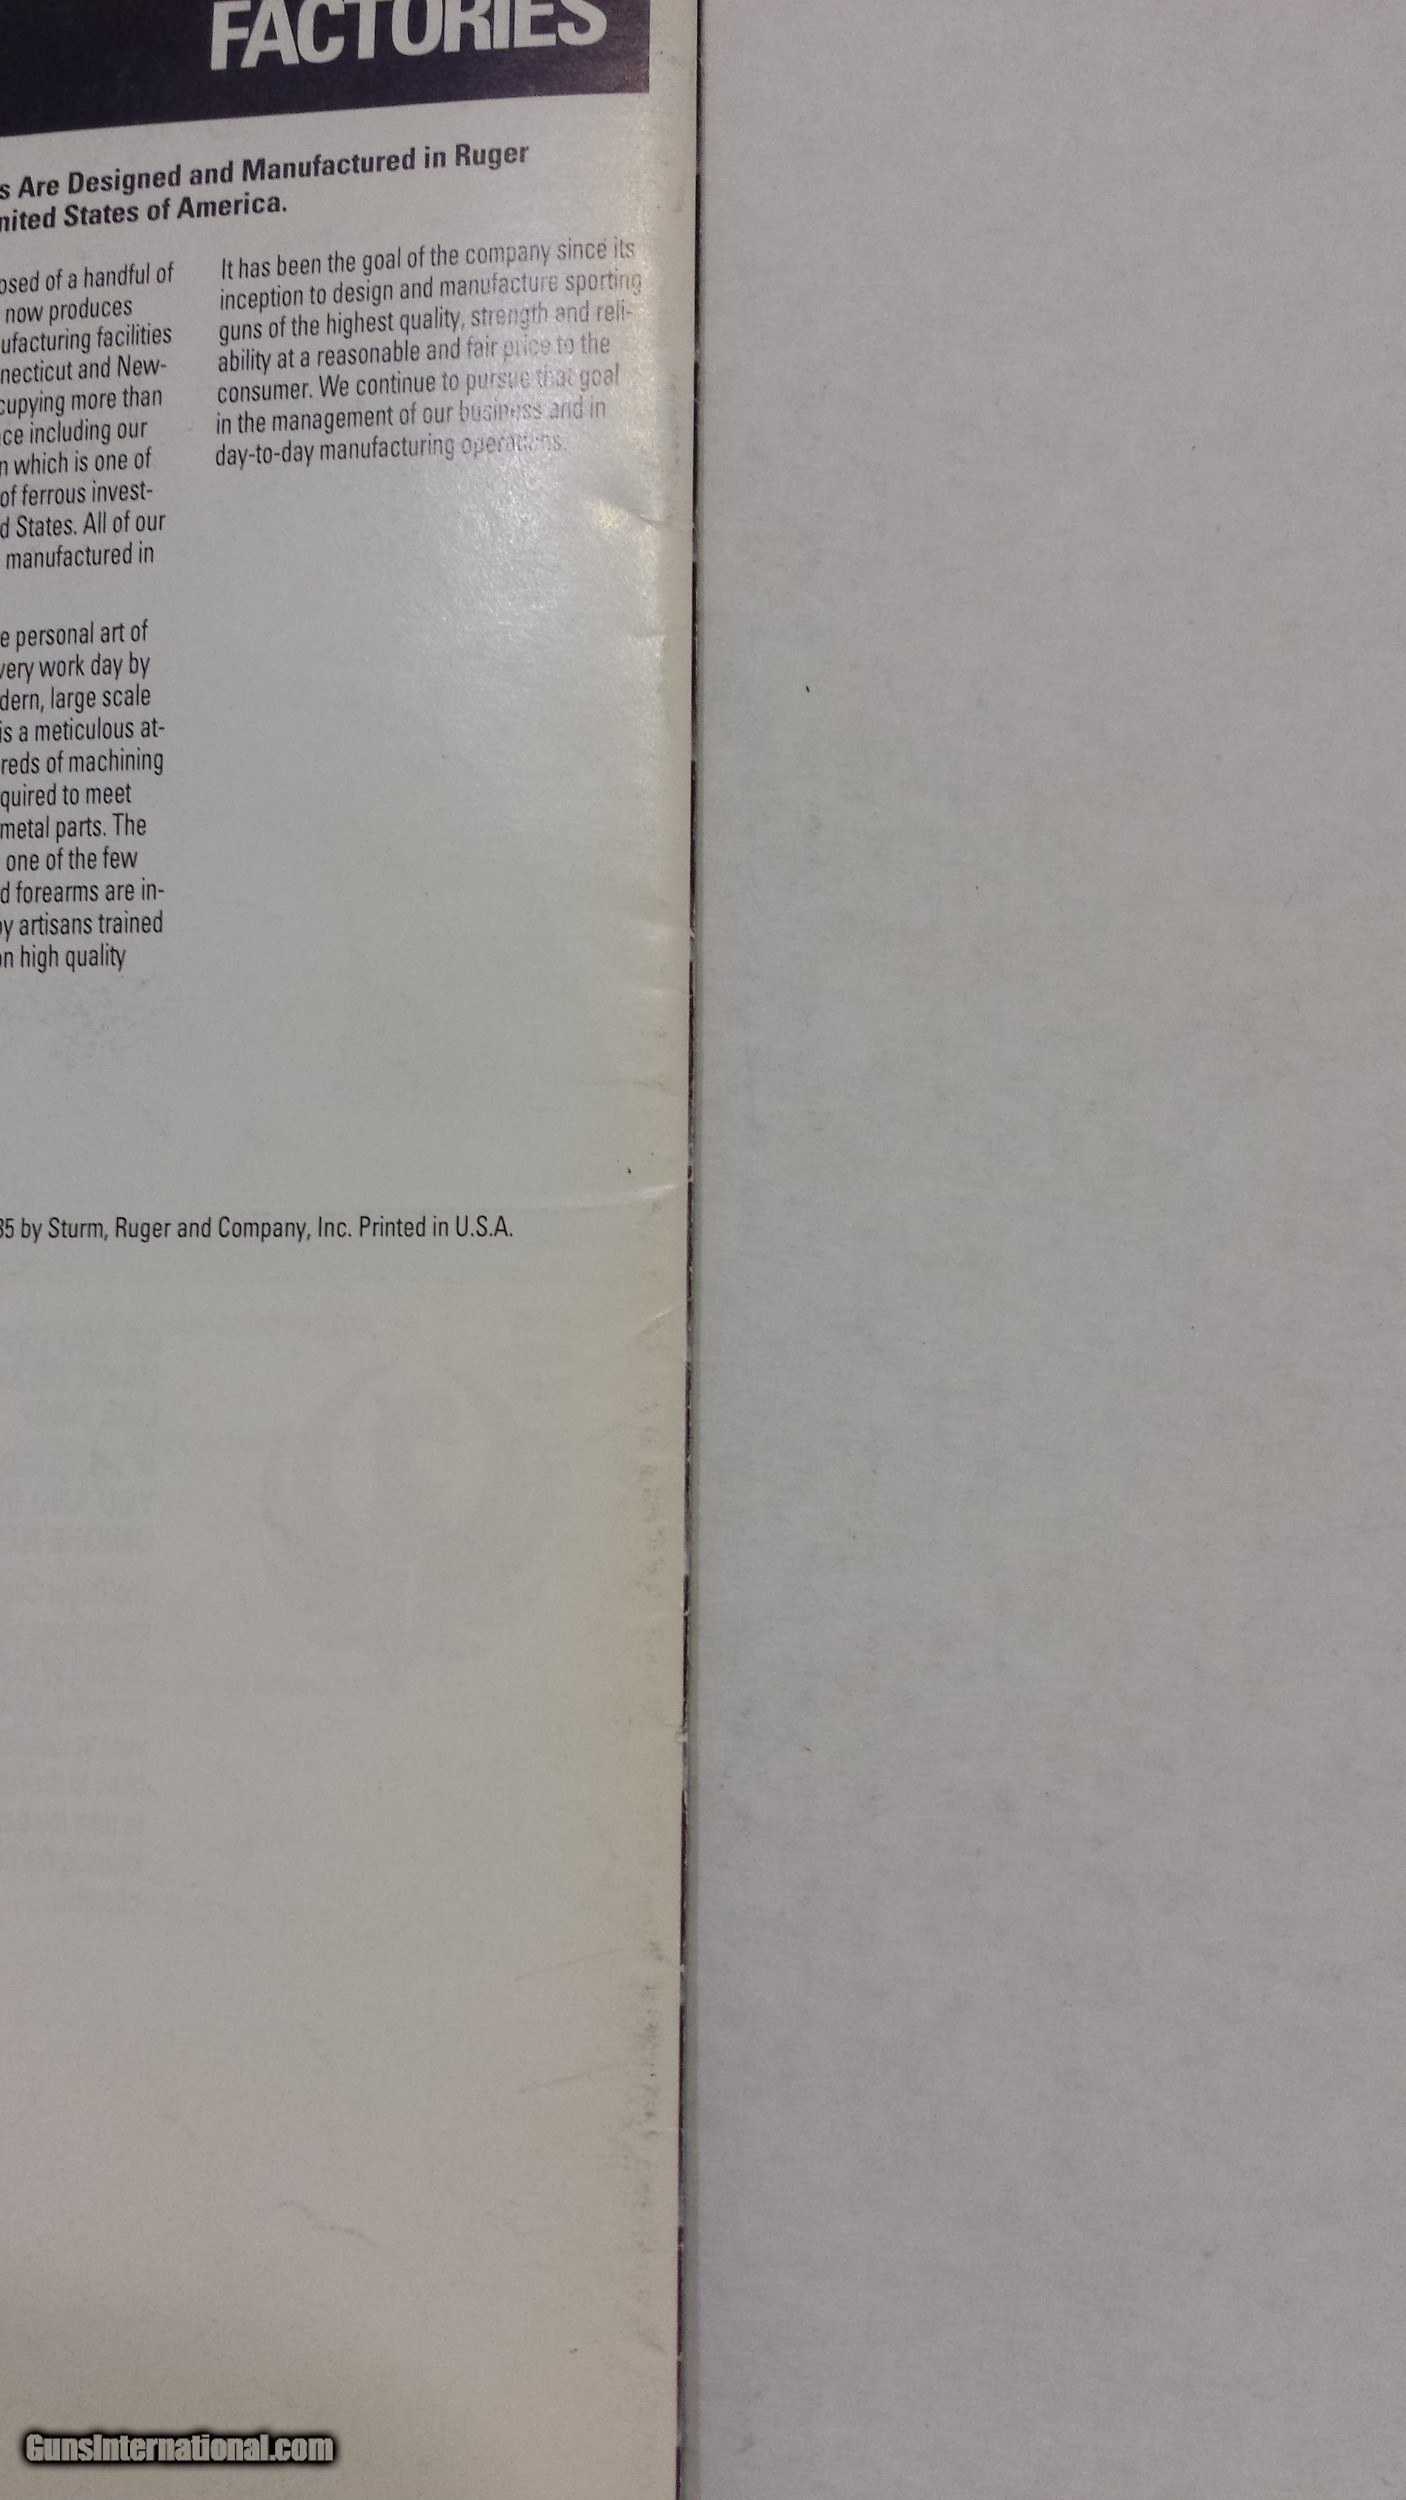 FACTORIES
s Are Designed and Manufactured in Ruger
nited States of America.
osed of a handful of
now produces
ufacturing facilities
necticut and New-
cupying more than
ce including our
n which is one of
of ferrous invest-
d States. All of our
manufactured in
e personal art of
very work day by
dern, large scale
is a meticulous at-
reds of machining
quired to meet
metal parts. The
one of the few
d forearms are in-
by artisans trained
on high quality
It has been the goal of the company since its
inception to design and manufacture sporting
guns of the highest quality, strength and reli-
ability at a reasonable and fair price to the
consumer. We continue to pursue that goal
in the management of our business and in
day-to-day manufacturing operations.
85 by Sturm, Ruger and Company, Inc. Printed in U.S.A.
GunsInternational.com